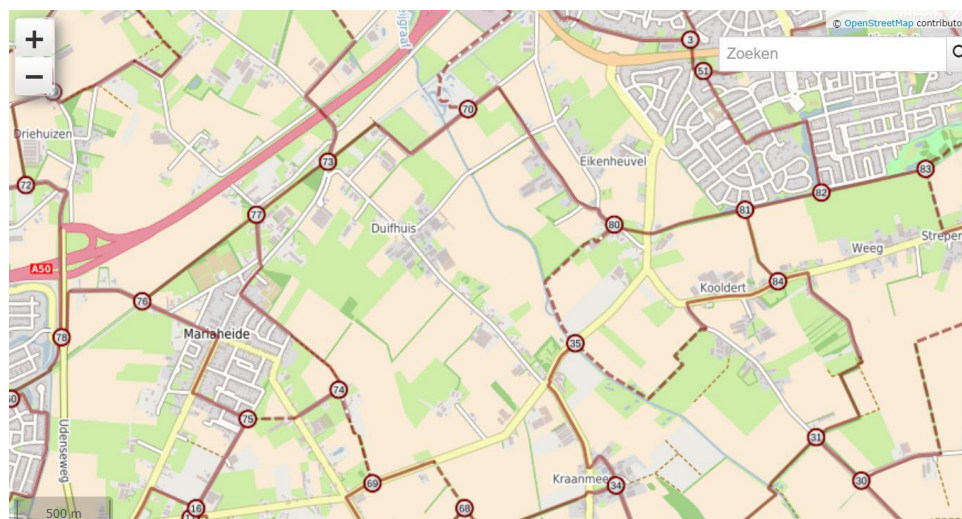 +
−
© OpenStreetMap contributo
Zoeken
3
51
70
Driehuizen
73
Eikenheuvel
72
83
82
77
81
80
Duifhuis
Weeg
Streper
A50
76
Kooldert
84
Mariaheide
78
35
74
75
31
Udenseweg
69
Kraanmee
34
30
16
68
500 m